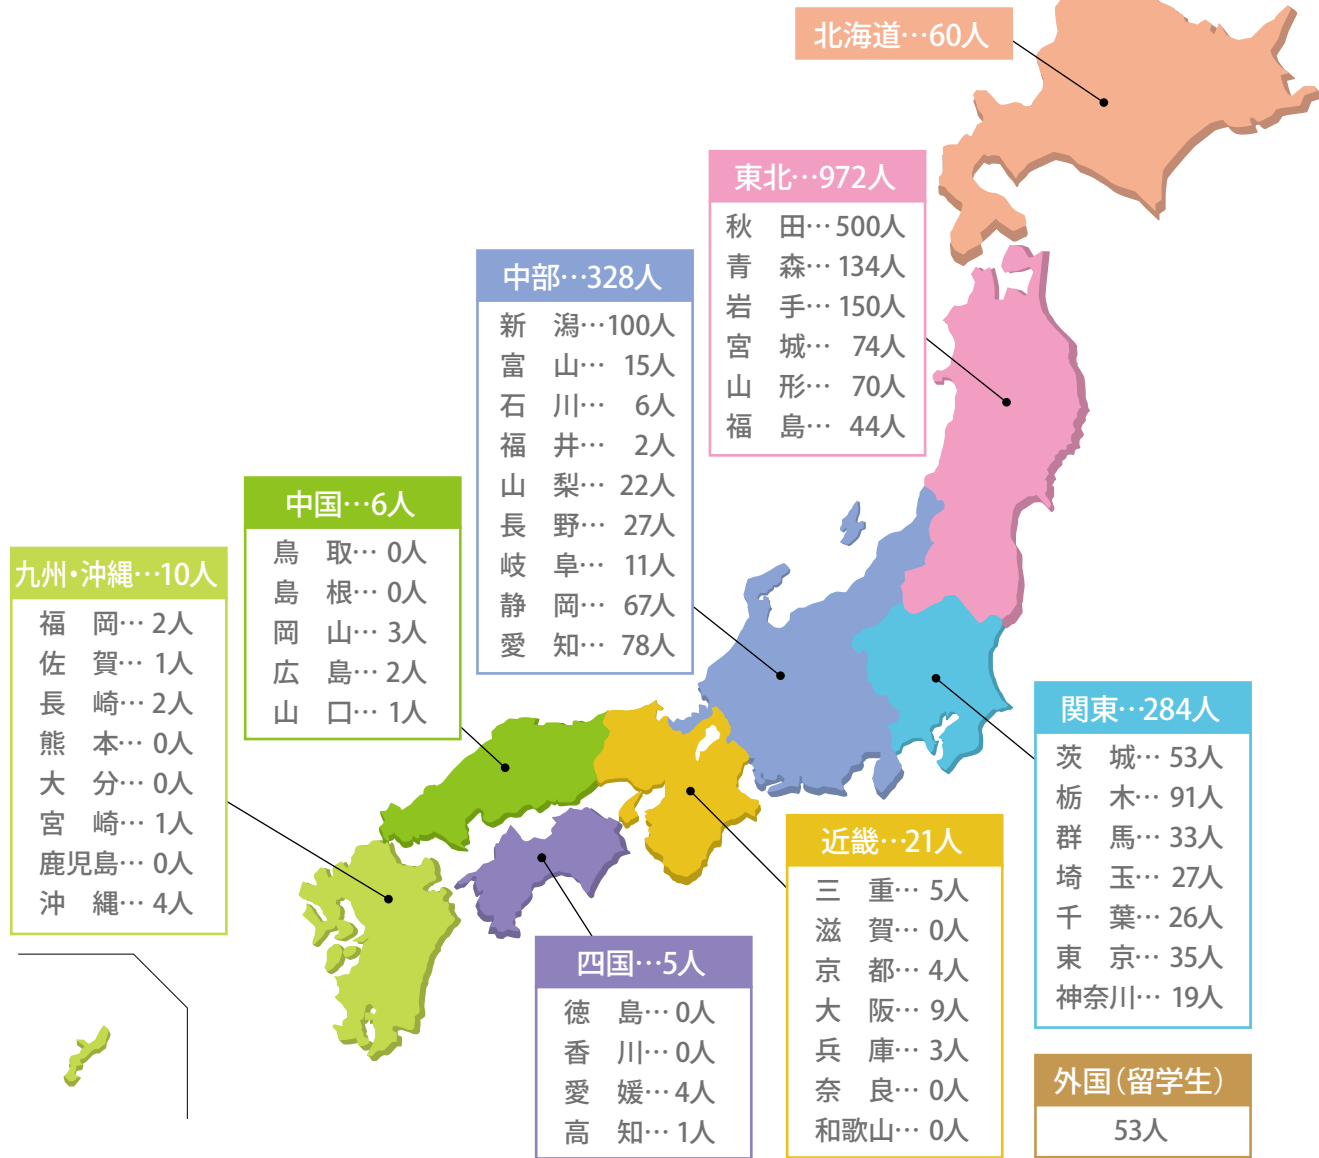 北海道…60人
東北…972人
秋　田…500人
青　森…134人
岩　手…150人
宮　城… 74人
山　形… 70人
福　島… 44人
中部…328人
新　潟…100人
富　山… 15人
石　川… 6人
福　井… 2人
山　梨… 22人
長　野… 27人
岐　阜… 11人
静　岡… 67人
愛　知… 78人
中国…6人
鳥　取… 0人
島　根… 0人
岡　山… 3人
広　島… 2人
山　口… 1人
九州・沖縄…10人
福　岡… 2人
佐　賀… 1人
長　崎… 2人
熊　本… 0人
大　分… 0人
宮　崎… 1人
鹿児島… 0人
沖　縄… 4人
関東…284人
茨　城… 53人
栃　木… 91人
群　馬… 33人
埼　玉… 27人
千　葉… 26人
東　京… 35人
神奈川… 19人
近畿…21人
三　重… 5人
滋　賀… 0人
京　都… 4人
大　阪… 9人
兵　庫… 3人
奈　良… 0人
和歌山… 0人
四国…5人
徳　島… 0人
香　川… 0人
愛　媛… 4人
高　知… 1人
外国（留学生）
53人